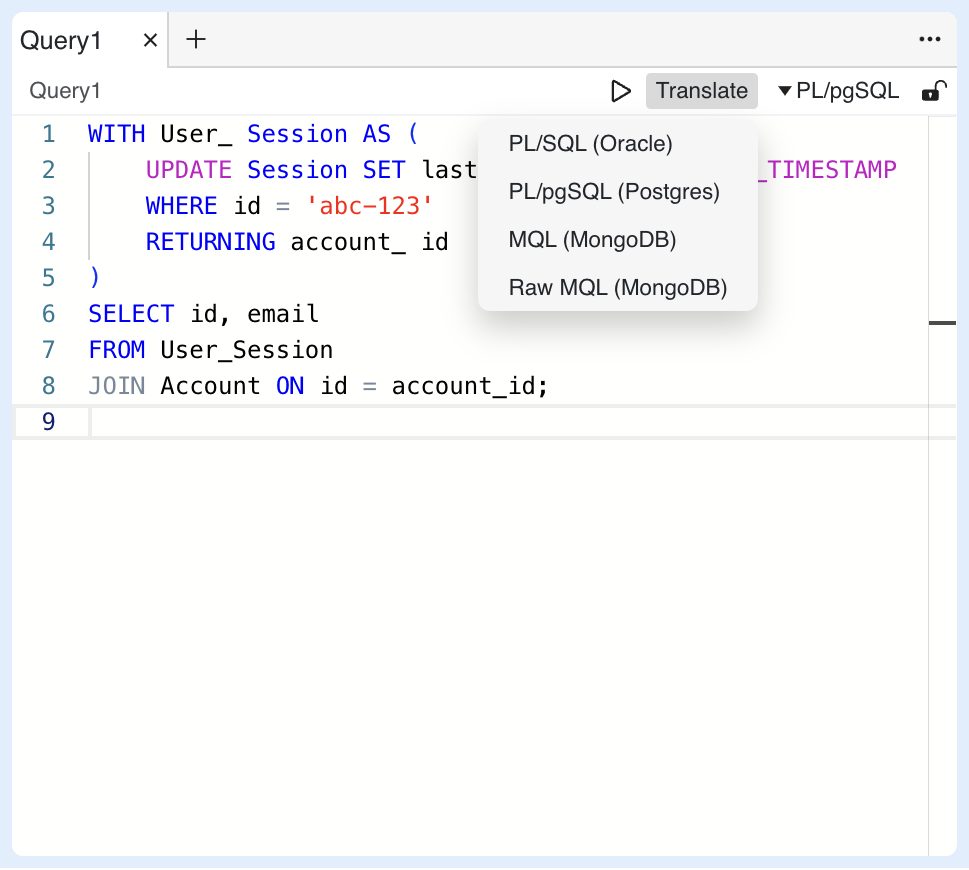 Query1
Query1
Translate
PL/pgSQL
1 WITH User_ Session AS (
2 UPDATE Session SET last _TIMESTAMP
3 WHERE id = 'abc-123'
4 RETURNING account_ id
5 )
6 SELECT id, email
7 FROM User_Session
8 JOIN Account ON id = account_id;
9
PL/SQL (Oracle)
PL/pgSQL (Postgres)
MQL (MongoDB)
Raw MQL (MongoDB)